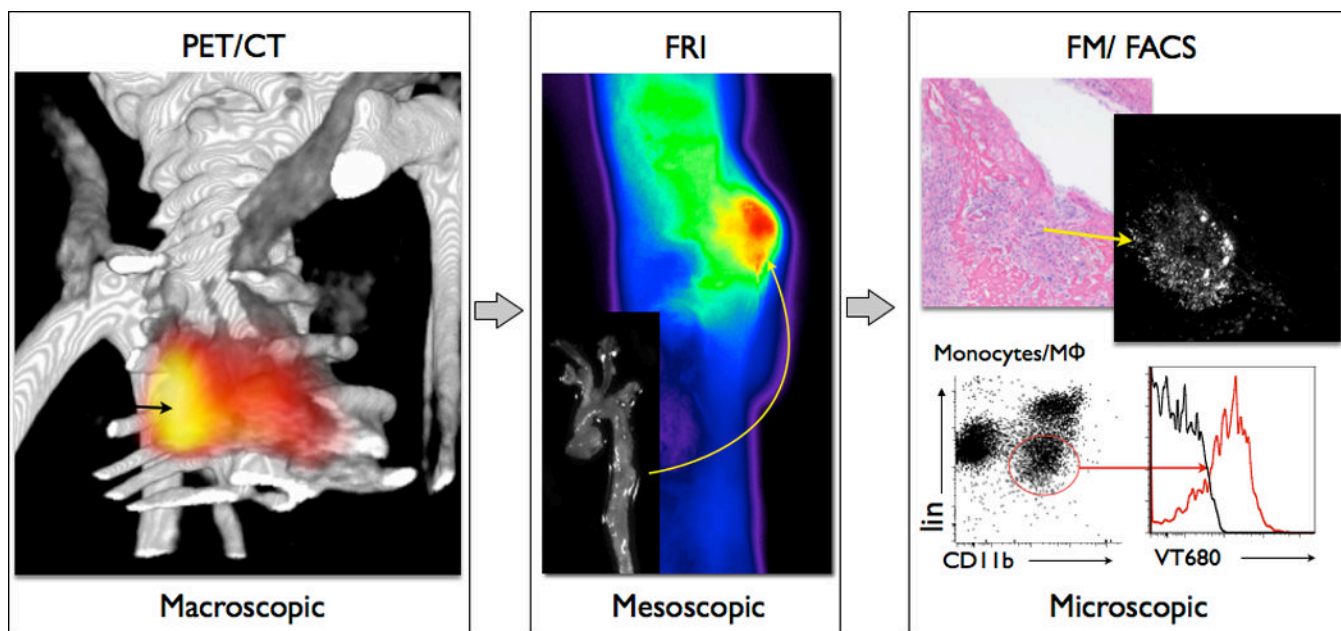 PET/CT
Macroscopic
FRI
Mesoscopic
FM/ FACS
Monocytes/MΦ
lin
CD11b
VT680
Microscopic